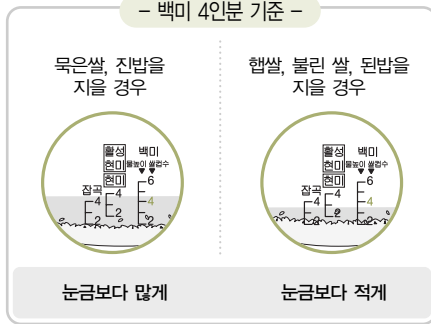 – 백미 4인분 기준 –
묵은쌀, 진밥을
지을 경우
활성 백미
현미 물높이 쌀컵수
현미 6
잡곡 4
4 4
2
2 2
눈금보다 많게
햅쌀, 불린 쌀, 된밥을
지을 경우
활성 백미
현미 물높이 쌀컵수
현미 6
잡곡 4
4 4
2
2 2
눈금보다 적게